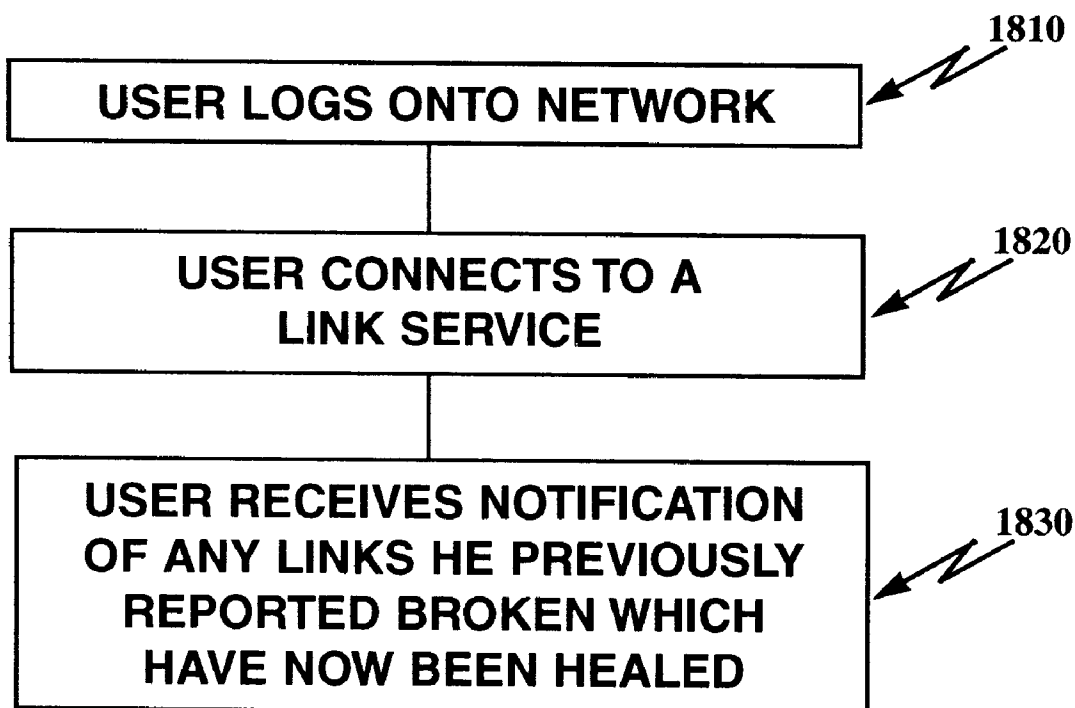 1810
USER LOGS ONTO NETWORK
1820
USER CONNECTS TO A
LINK SERVICE
1830
USER RECEIVES NOTIFICATION
OF ANY LINKS HE PREVIOUSLY
REPORTED BROKEN WHICH
HAVE NOW BEEN HEALED